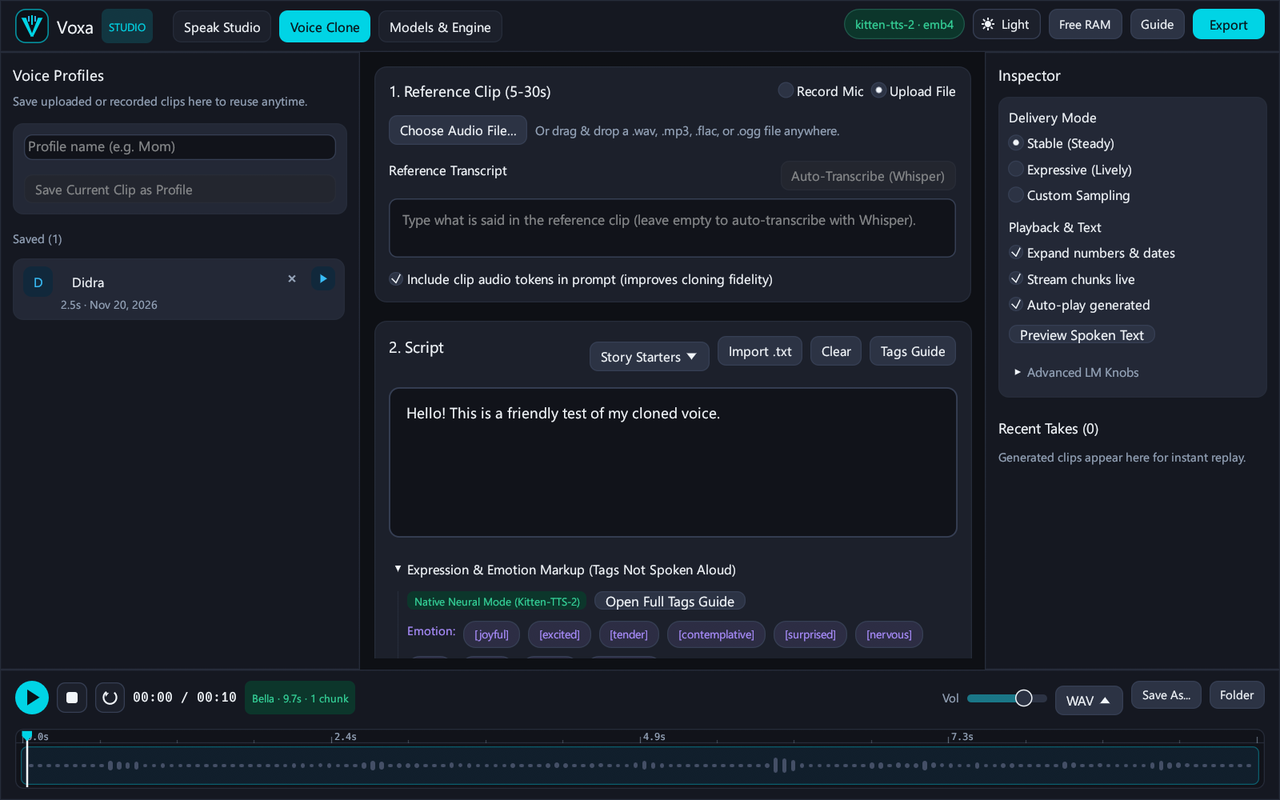 Voxa STUDIO Speak Studio Voice Clone Models & Engine kitten-tts-2 · emb4 Light Free RAM Guide Export
Voice Profiles
Save uploaded or recorded clips here to reuse anytime.
Profile name (e.g. Mom)
Save Current Clip as Profile
Saved (1)
D Didra
2.5s · Nov 20, 2026
1. Reference Clip (5-30s) Record Mic Upload File
Choose Audio File... Or drag & drop a .wav, .mp3, .flac, or .ogg file anywhere.
Reference Transcript Auto-Transcribe (Whisper)
Type what is said in the reference clip (leave empty to auto-transcribe with Whisper).
Include clip audio tokens in prompt (improves cloning fidelity)
2. Script Story Starters Import .txt Clear Tags Guide
Hello! This is a friendly test of my cloned voice.
Expression & Emotion Markup (Tags Not Spoken Aloud)
Native Neural Mode (Kitten-TTS-2) Open Full Tags Guide
Emotion: [joyful] [excited] [tender] [contemplative] [surprised] [nervous]
Inspector
Delivery Mode
Stable (Steady)
Expressive (Lively)
Custom Sampling
Playback & Text
Expand numbers & dates
Stream chunks live
Auto-play generated
Preview Spoken Text
Advanced LM Knobs
Recent Takes (0)
Generated clips appear here for instant replay.
00:00 / 00:10 Bella · 9.7s · 1 chunk Vol WAV Save As... Folder
.0s 2.4s 4.9s 7.3s